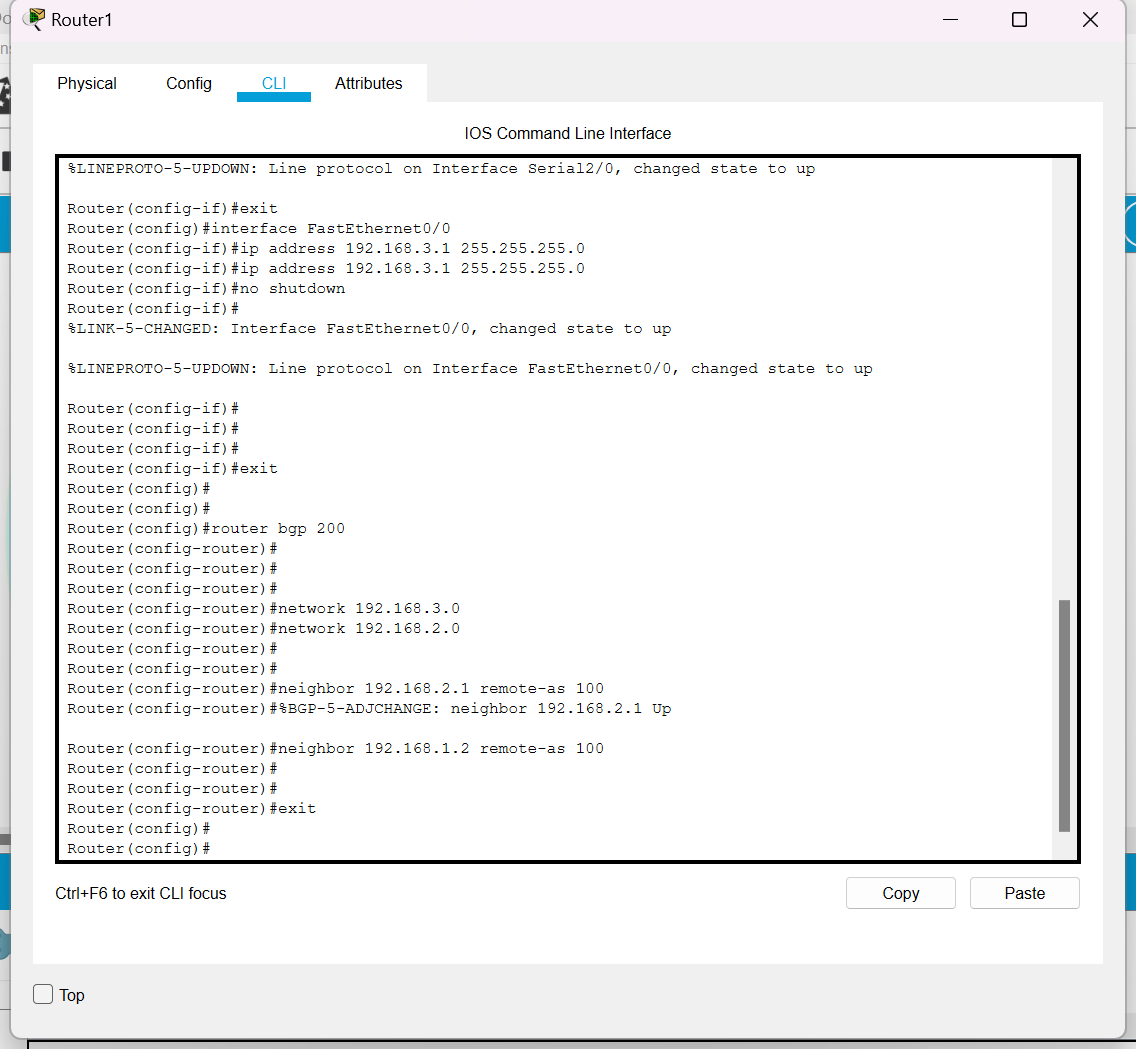 Router1
Physical Config CLI Attributes
IOS Command Line Interface
%LINEPROTO-5-UPDOWN: Line protocol on Interface Serial2/0, changed state to up
Router(config-if)#exit
Router(config)#interface FastEthernet0/0
Router(config-if)#ip address 192.168.3.1 255.255.255.0
Router(config-if)#ip address 192.168.3.1 255.255.255.0
Router(config-if)#no shutdown
Router(config-if)#
%LINK-5-CHANGED: Interface FastEthernet0/0, changed state to up
%LINEPROTO-5-UPDOWN: Line protocol on Interface FastEthernet0/0, changed state to up
Router(config-if)#
Router(config-if)#
Router(config-if)#
Router(config-if)#exit
Router(config)#
Router(config)#
Router(config)#router bgp 200
Router(config-router)#
Router(config-router)#
Router(config-router)#
Router(config-router)#network 192.168.3.0
Router(config-router)#network 192.168.2.0
Router(config-router)#
Router(config-router)#
Router(config-router)#neighbor 192.168.2.1 remote-as 100
Router(config-router)#%BGP-5-ADJCHANGE: neighbor 192.168.2.1 Up
Router(config-router)#neighbor 192.168.1.2 remote-as 100
Router(config-router)#
Router(config-router)#
Router(config-router)#exit
Router(config)#
Router(config)#
Ctrl+F6 to exit CLI focus
Copy Paste
Top